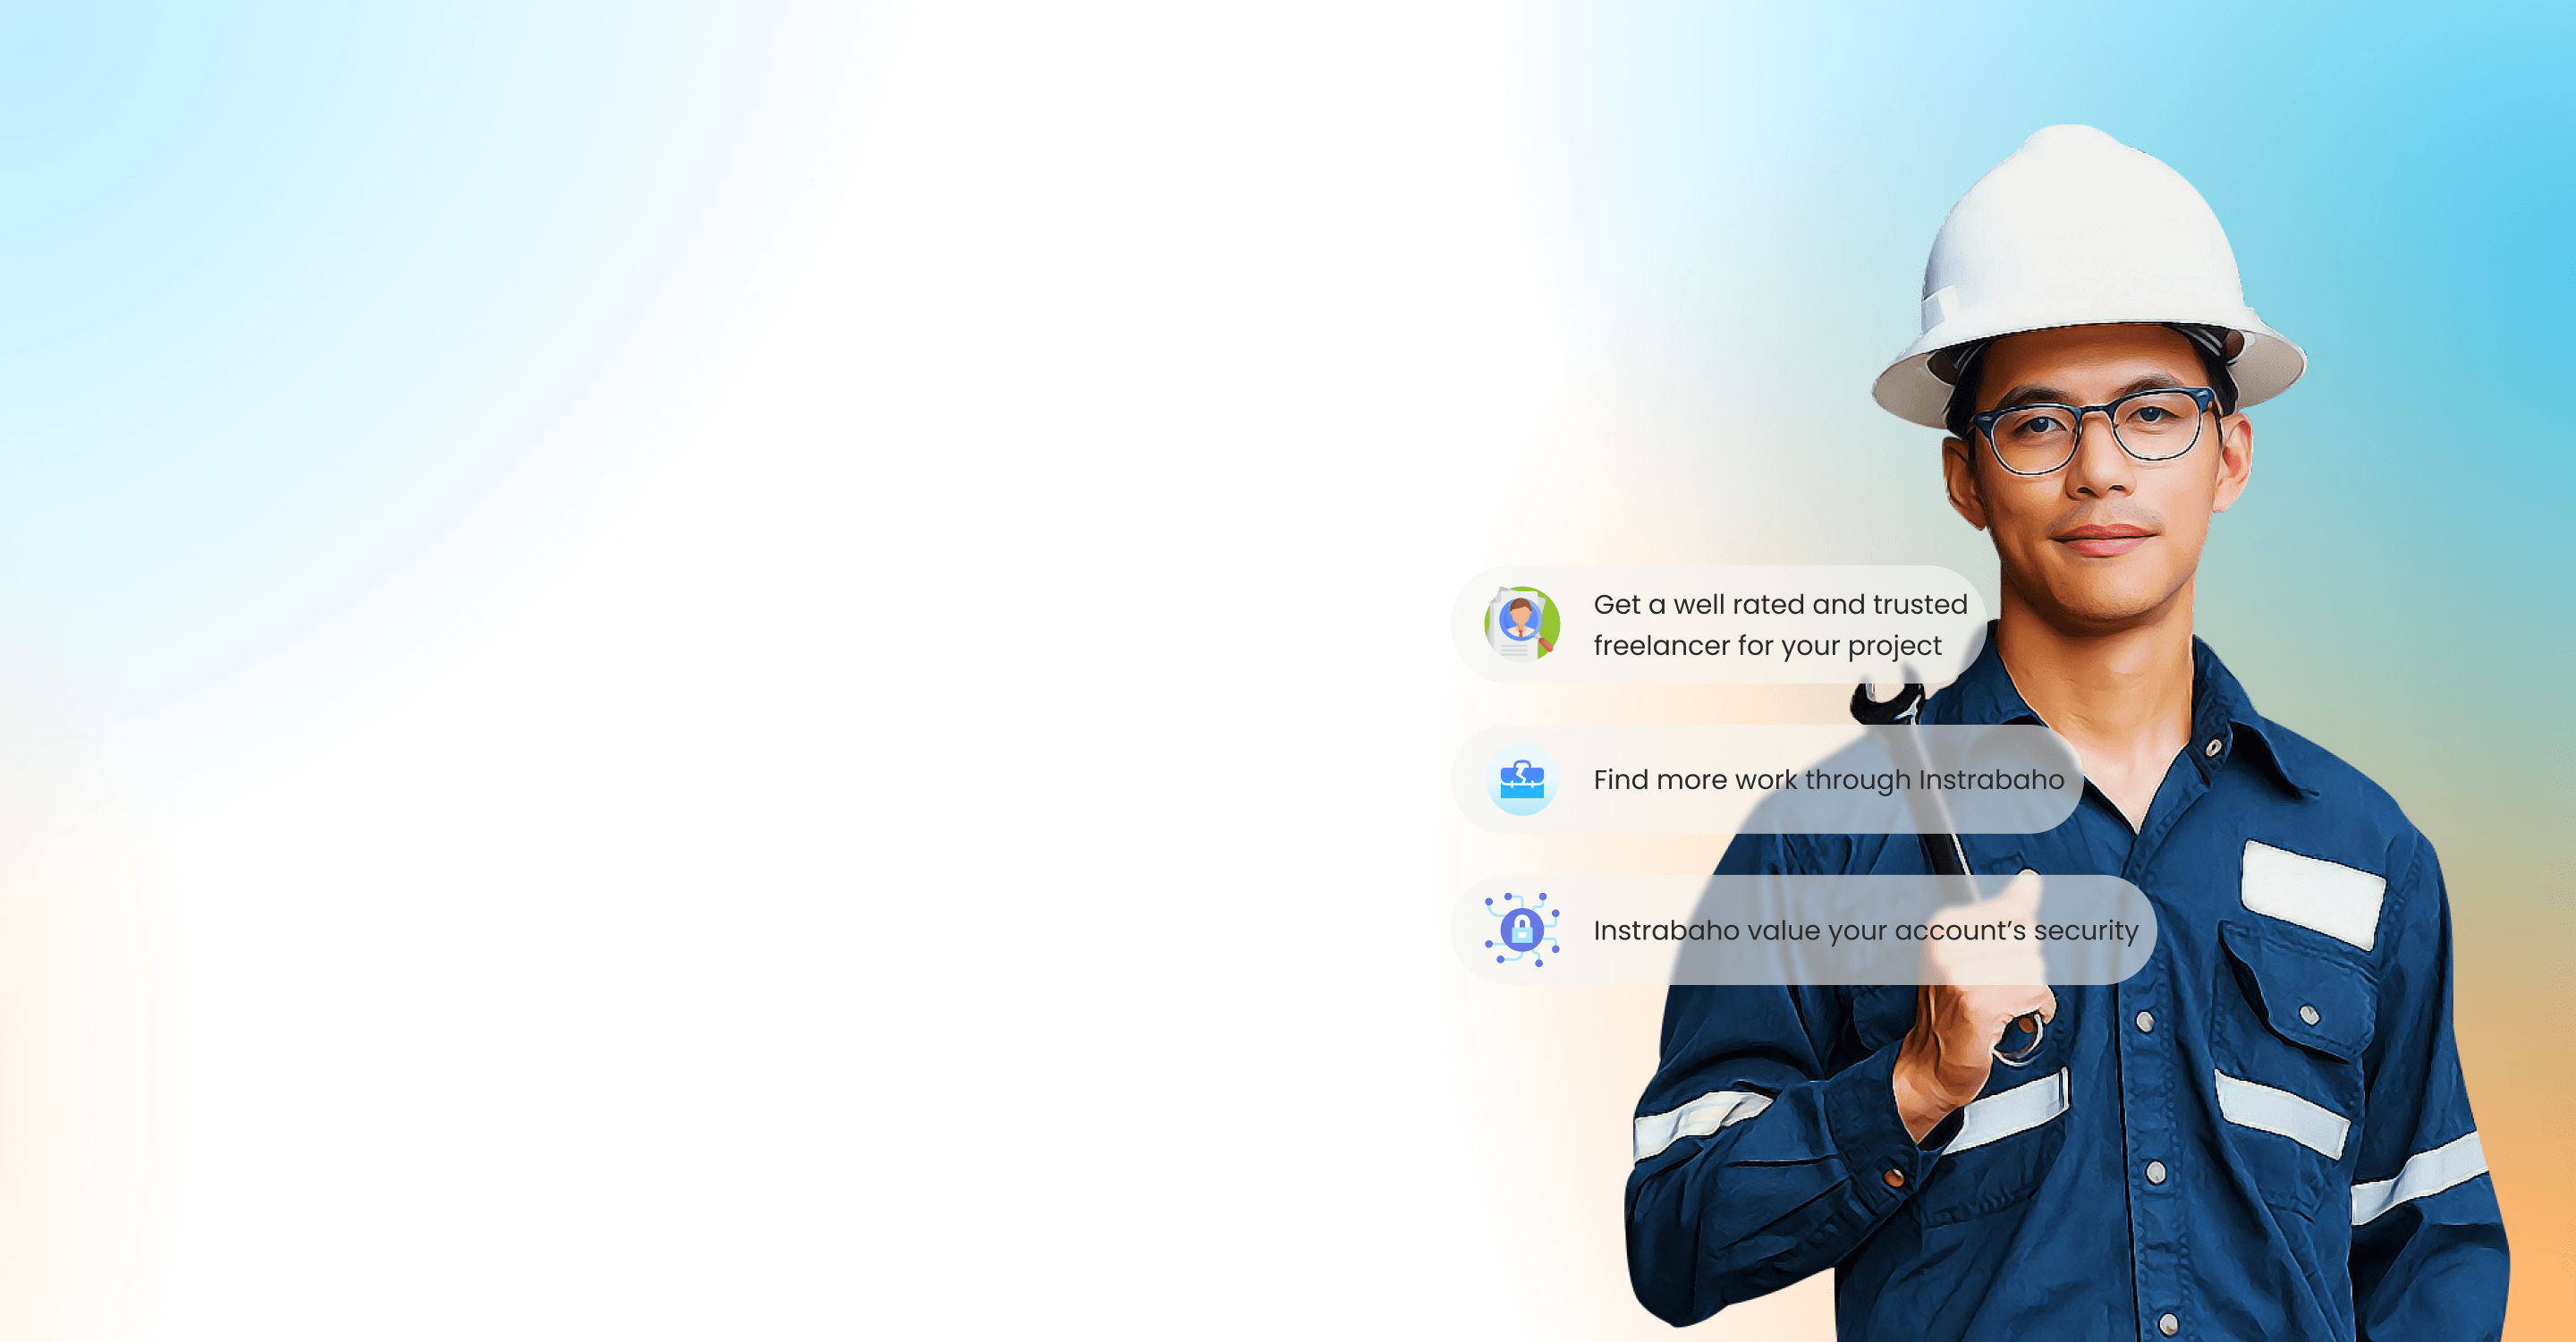 Get a well rated and trusted
freelancer for your project
Find more work through Instrabaho
Instrabaho value your account’s security